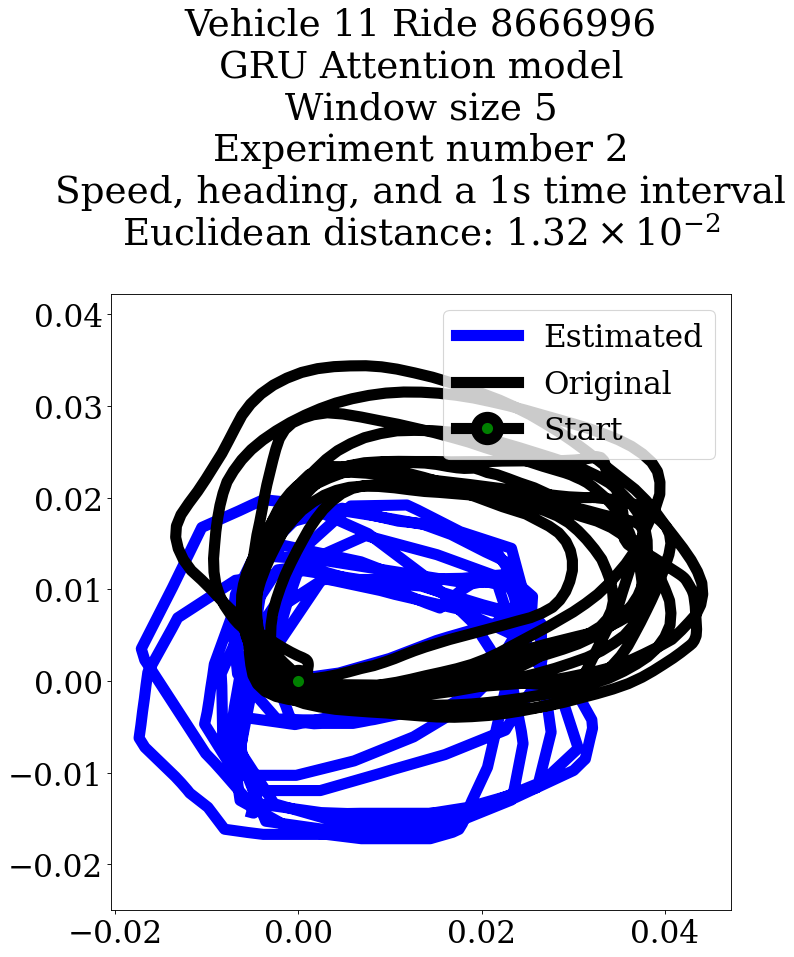 Vehicle 11 Ride 8666996
GRU Attention model
Window size 5
Experiment number 2
Speed, heading, and a 1s time interval
Euclidean distance: 1.32 × 10⁻²
Estimated
Original
Start
0.04
0.03
0.02
0.01
0.00
−0.01
−0.02
−0.02 0.00 0.02 0.04